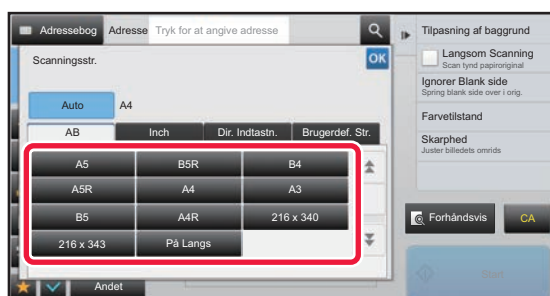 Adressebog
Adresse
Tryk for at angive adresse
Scanningsstr.
OK
Auto
A4
AB
Inch
Dir. Indtastn.
Brugerdef. Str.
A5
B5R
B4
A5R
A4
A3
B5
A4R
216 x 340
216 x 343
På Langs
Andet
Tilpasning af baggrund
Langsom Scanning
Scan tynd papiroriginal
Ignorer Blank side
Spring blank side over i orig.
Farvetilstand
Skarphed
Juster billedets omrids
Forhåndsvis
CA
Start